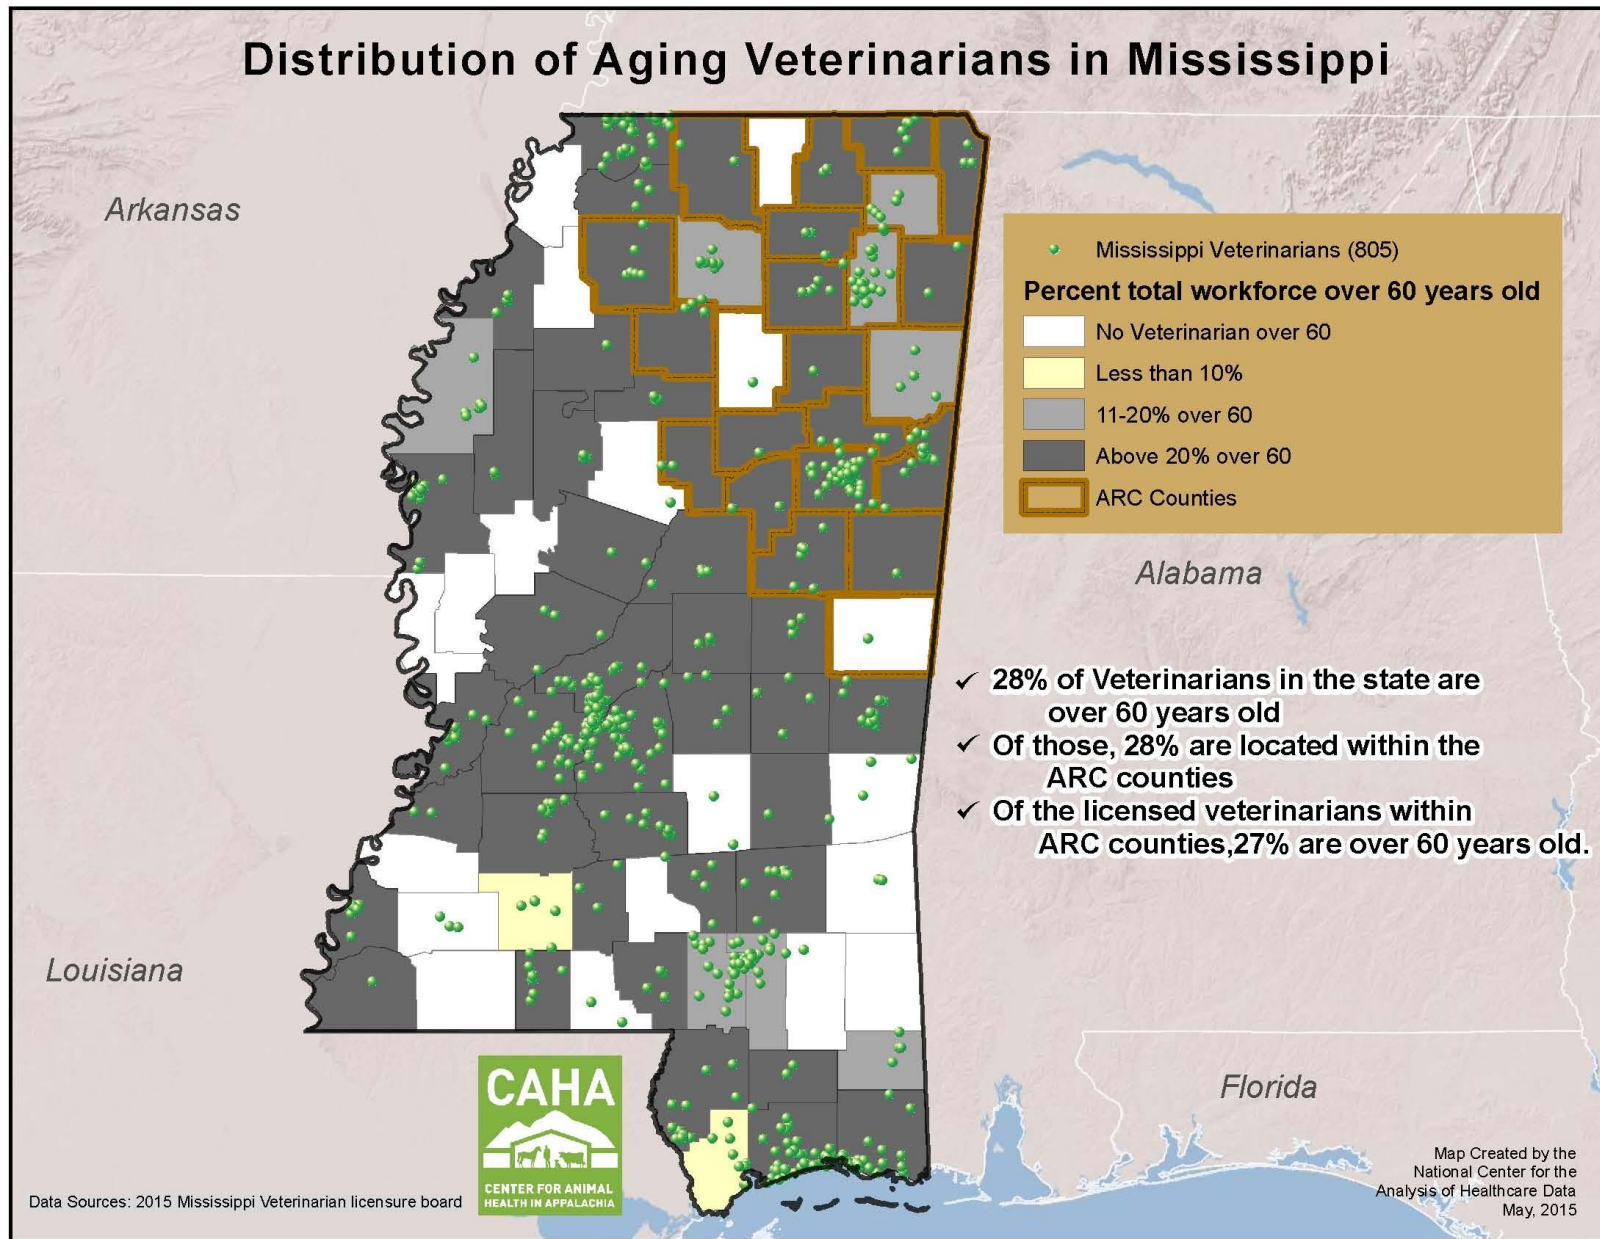 Distribution of Aging Veterinarians in Mississippi
Arkansas
Mississippi Veterinarians (805)
Percent total workforce over 60 years old
No Veterinarian over 60
Less than 10%
11-20% over 60
Above 20% over 60
ARC Counties
Alabama
✓ 28% of Veterinarians in the state are
over 60 years old
✓ Of those, 28% are located within the
ARC counties
✓ Of the licensed veterinarians within
ARC counties,27% are over 60 years old.
Louisiana
Florida
CAHA
CENTER FOR ANIMAL
HEALTH IN APPALACHIA
Data Sources: 2015 Mississippi Veterinarian licensure board
Map Created by the
National Center for the
Analysis of Healthcare Data
May, 2015